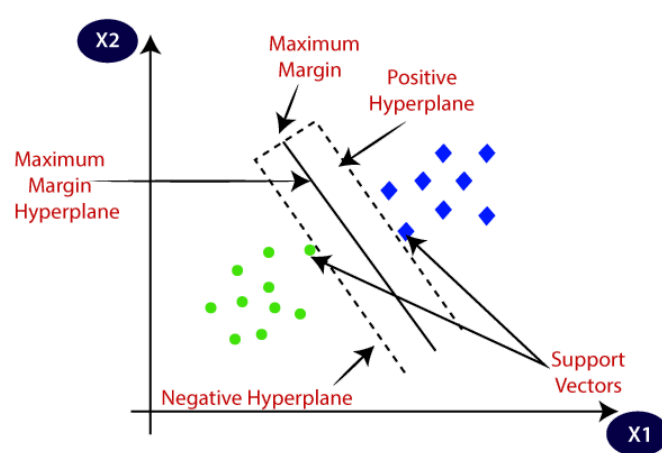 X2
Maximum
Margin
Positive
Hyperplane
Maximum
Margin
Hyperplane
Support
Vectors
Negative Hyperplane
X1